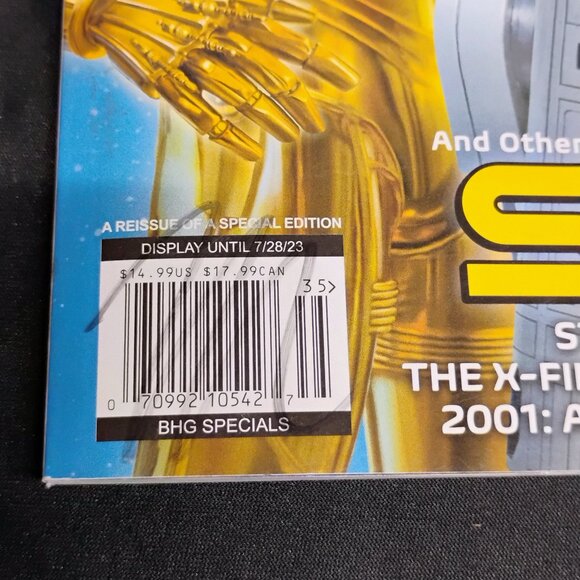 And Other
S
A REISSUE OF A SPECIAL EDITION
DISPLAY UNTIL 7/28/23
$14.99US $17.99CAN
35>
0 70992 10542 7
BHG SPECIALS
S
THE X-FI
2001: A